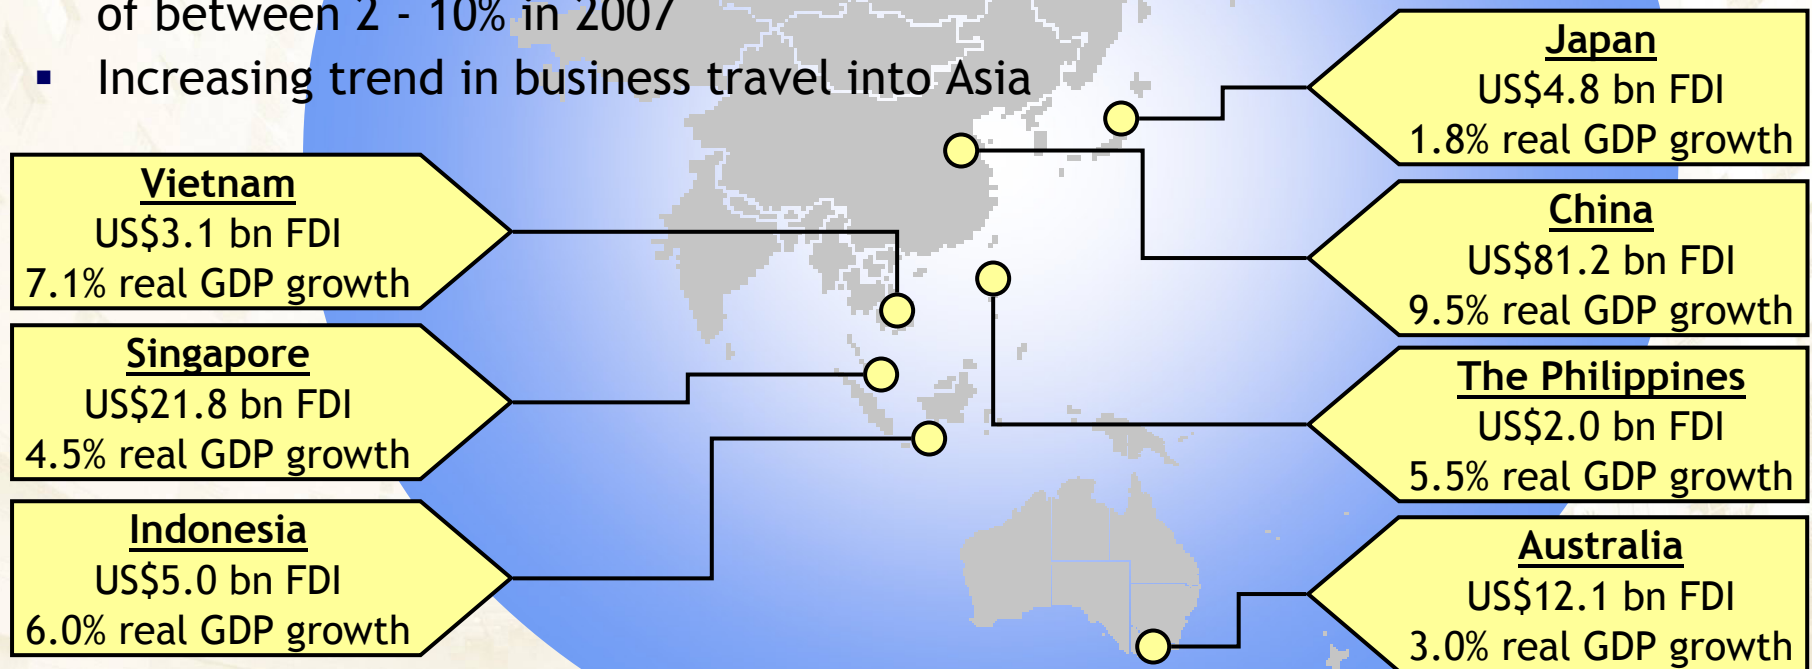 of between 2 - 10% in 2007
▪ Increasing trend in business travel into Asia
Vietnam
US$3.1 bn FDI
7.1% real GDP growth
Singapore
US$21.8 bn FDI
4.5% real GDP growth
Indonesia
US$5.0 bn FDI
6.0% real GDP growth
Japan
US$4.8 bn FDI
1.8% real GDP growth
China
US$81.2 bn FDI
9.5% real GDP growth
The Philippines
US$2.0 bn FDI
5.5% real GDP growth
Australia
US$12.1 bn FDI
3.0% real GDP growth